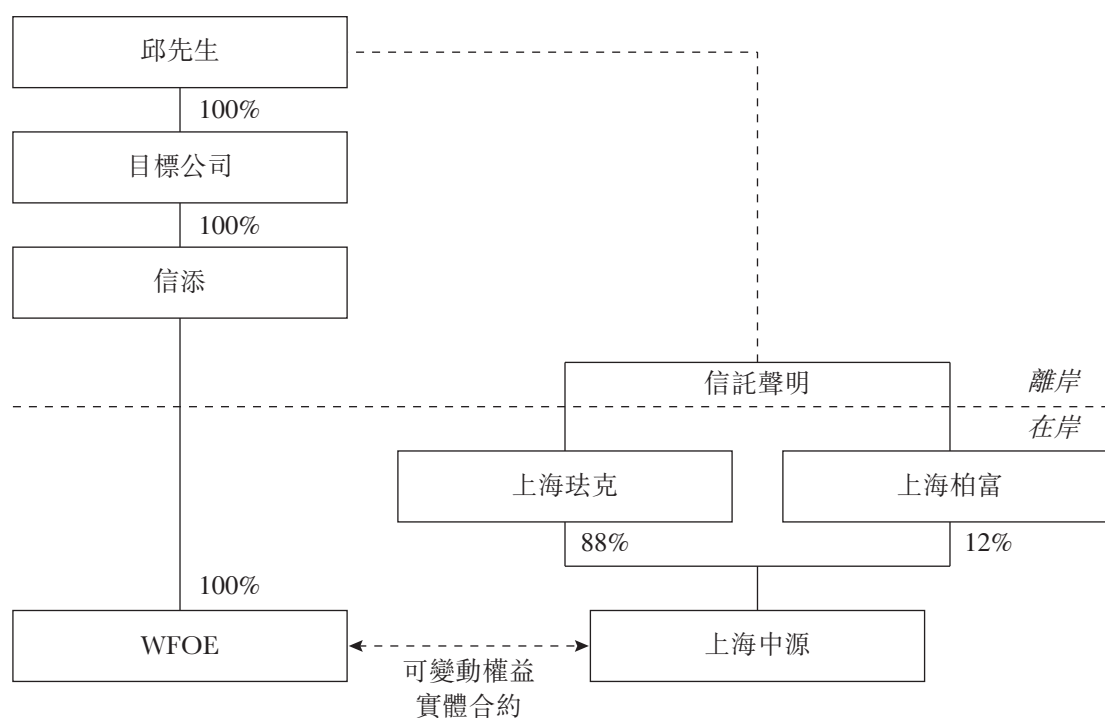 邱先生
100%
目標公司
100%
信添
信託聲明
離岸
在岸
上海珐克
上海柏富
88%
12%
100%
WFOE
上海中源
可變動權益
實體合約